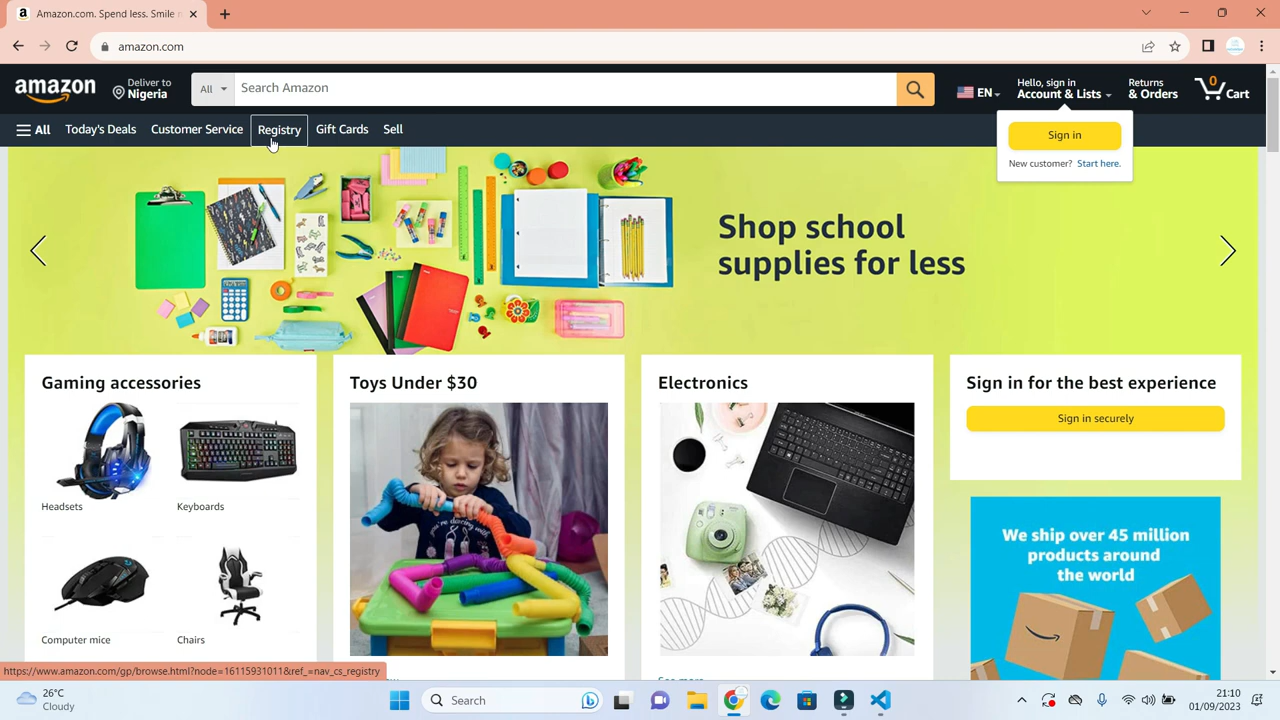 Amazon.com. Spend less. Smile
amazon.com
amazon
Deliver to
Nigeria
All
Search Amazon
EN
Hello, sign in
Account & Lists
Returns
& Orders
0
Cart
All
Today's Deals
Customer Service
Registry
Gift Cards
Sell
Sign in
New customer? Start here.
Shop school
supplies for less
Gaming accessories
Headsets
Keyboards
Computer mice
Chairs
Toys Under $30
Electronics
Sign in for the best experience
Sign in securely
We ship over 45 million
products around
the world
https://www.amazon.com/gp/browse.html?node=16115931011&ref_=nav_cs_registry
26°C
Cloudy
Search
21:10
01/09/2023